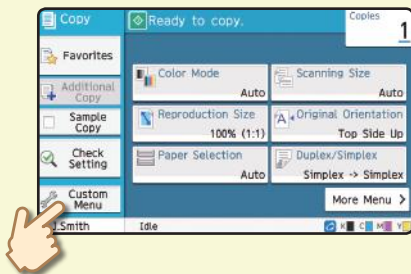 Copy
Ready to copy.
Copies
1
Favorites
Additional
Copy
Sample
Copy
Check
Setting
Custom
Menu
Color Mode
Auto
Scanning Size
Auto
Reproduction Size
100% (1:1)
Original Orientation
Top Side Up
Paper Selection
Auto
Duplex/Simplex
Simplex -> Simplex
More Menu >
.Smith
Idle
K C M Y